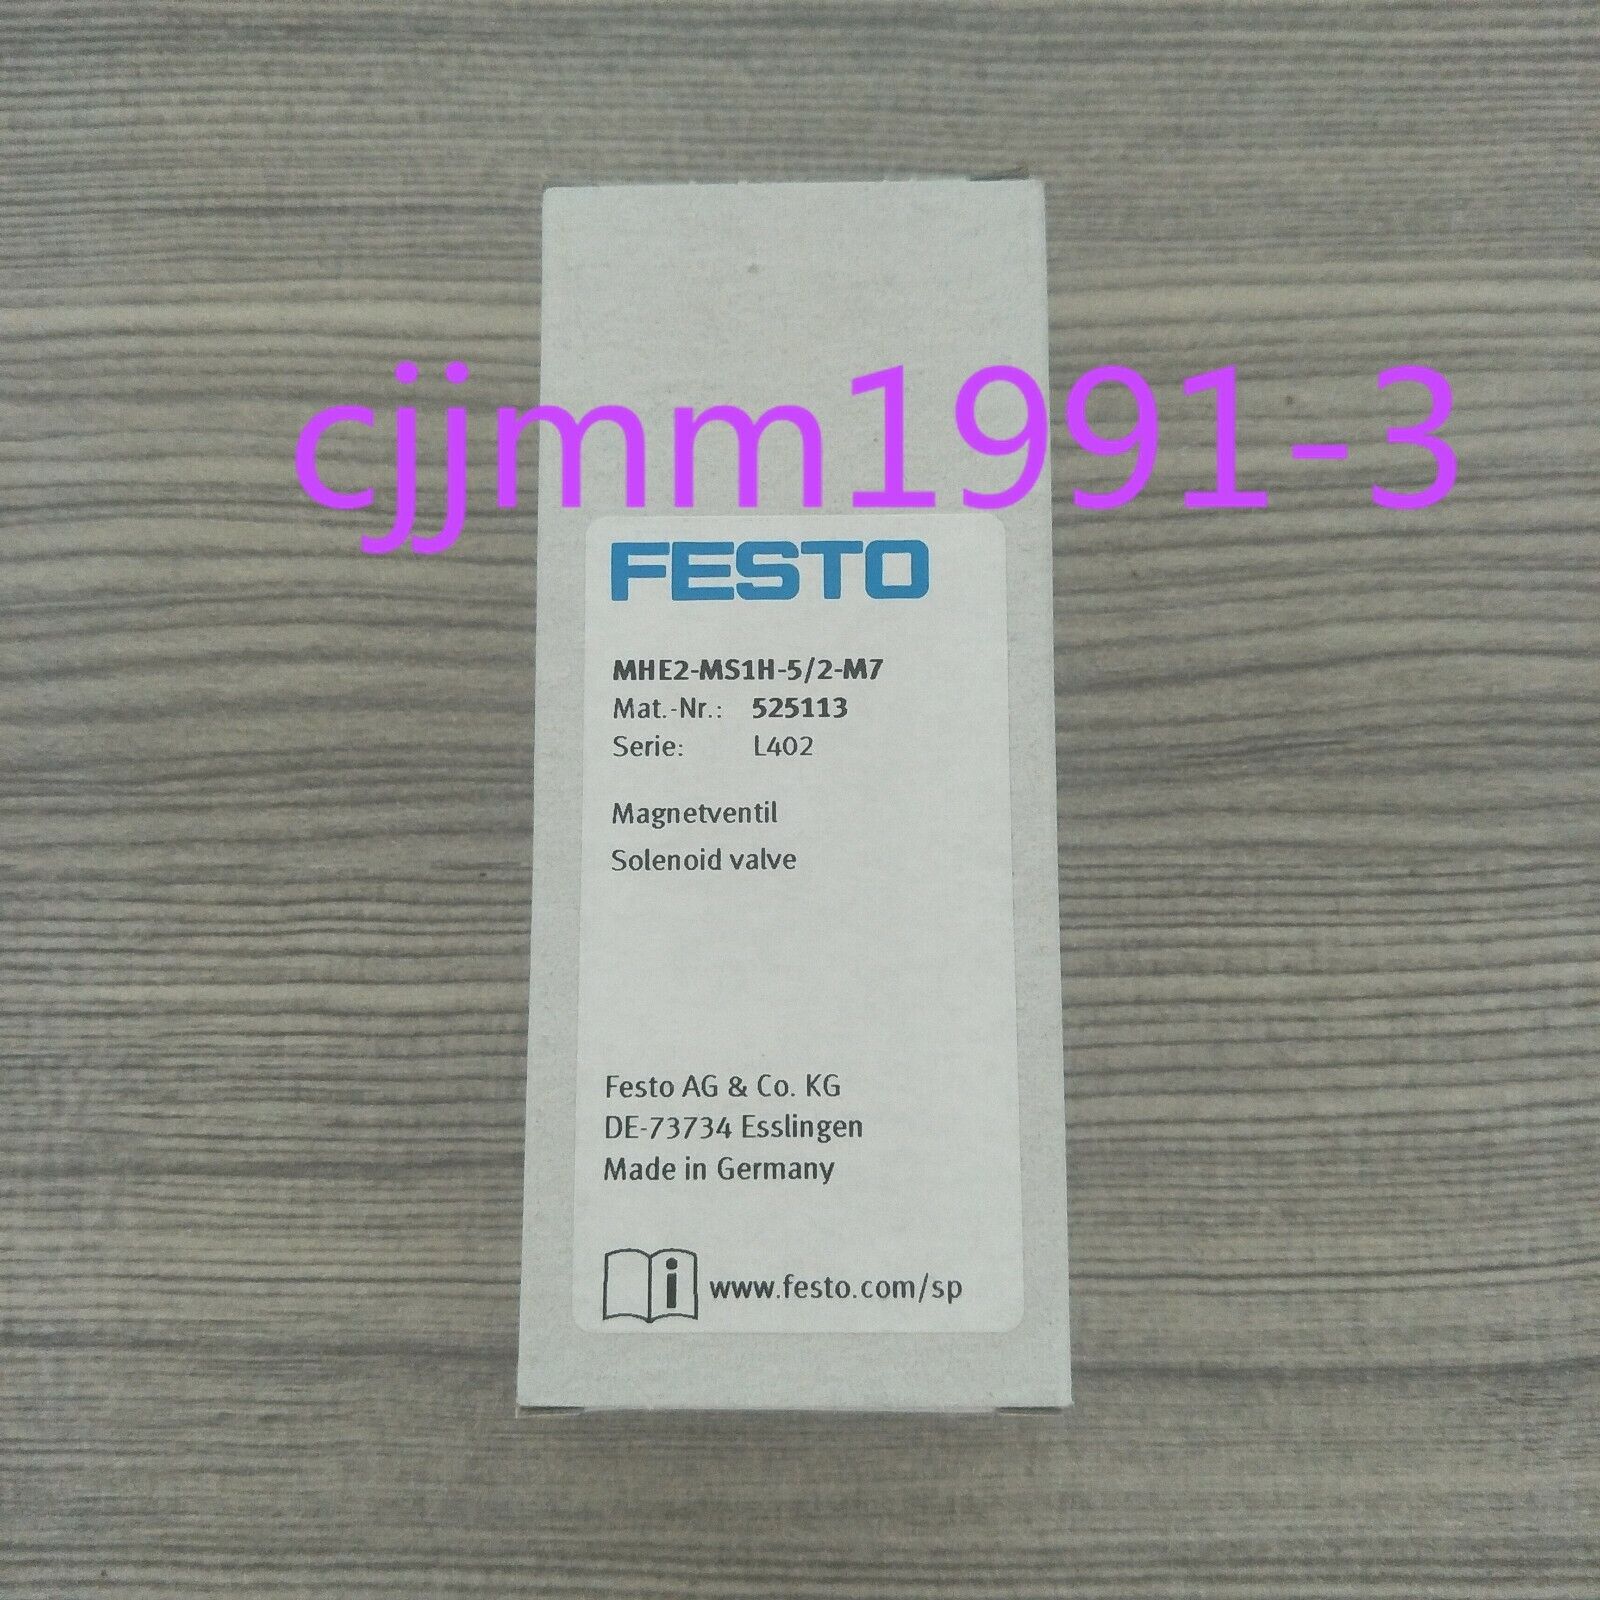 cjjmm1991-3
FESTO
MHE2-MS1H-5/2-M7
Mat.-Nr.: 525113
Serie: L402
Magnetventil
Solenoid valve
Festo AG & Co. KG
DE-73734 Esslingen
Made in Germany
i www.festo.com/sp